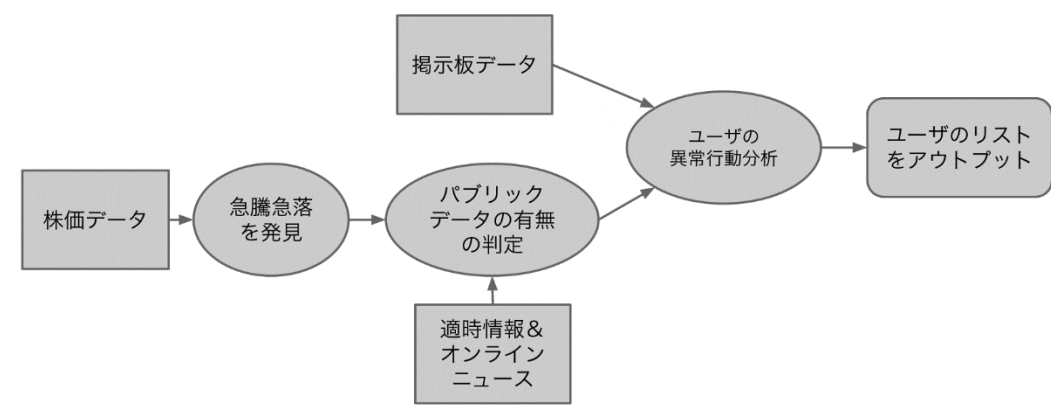 掲示板データ
ユーザの
異常行動分析
ユーザのリスト
をアウトプット
株価データ
急騰急落
を発見
パブリック
データの有無
の判定
適時情報＆
オンライン
ニュース